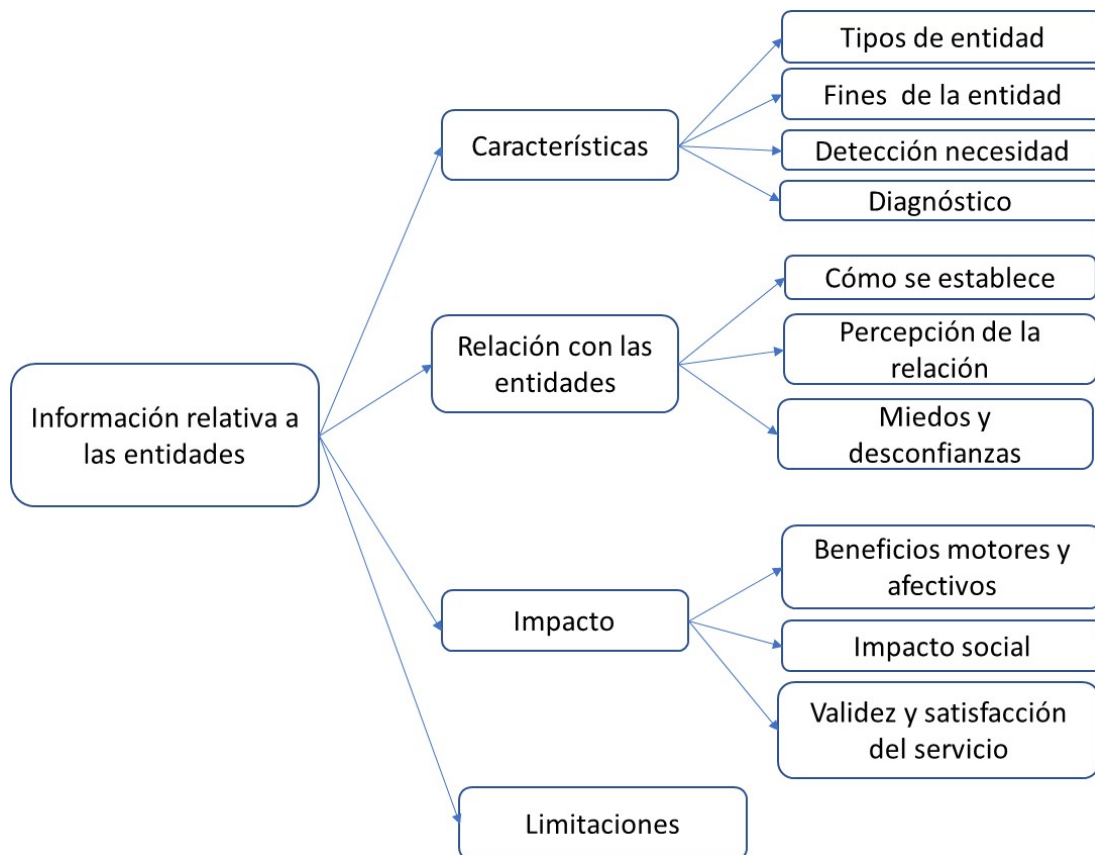 Información relativa a
las entidades
Característícas
Tipos de entidad
Fines de la entidad
Detección necesidad
Diagnóstico
Relación con las
entidades
Cómo se establece
Percepción de la
relación
Miedos y
desconfianzas
Impacto
Beneficios motores y
afectivos
Impacto social
Validez y satisfacción
del servicio
Limitaciones